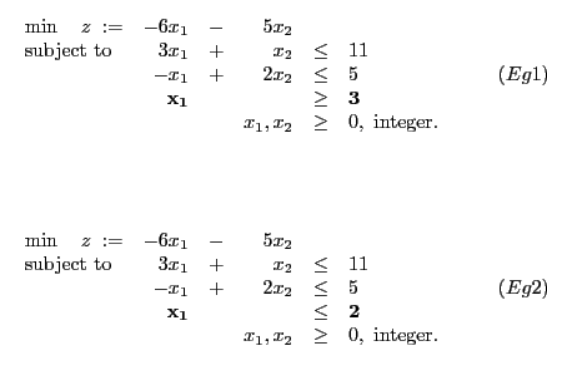 min z := −6x₁ − 5x₂
subject to 3x₁ + x₂ ≤ 11
−x₁ + 2x₂ ≤ 5 (Eg1)
x₁ ≥ 3
x₁, x₂ ≥ 0, integer.
min z := −6x₁ − 5x₂
subject to 3x₁ + x₂ ≤ 11
−x₁ + 2x₂ ≤ 5 (Eg2)
x₁ ≤ 2
x₁, x₂ ≥ 0, integer.